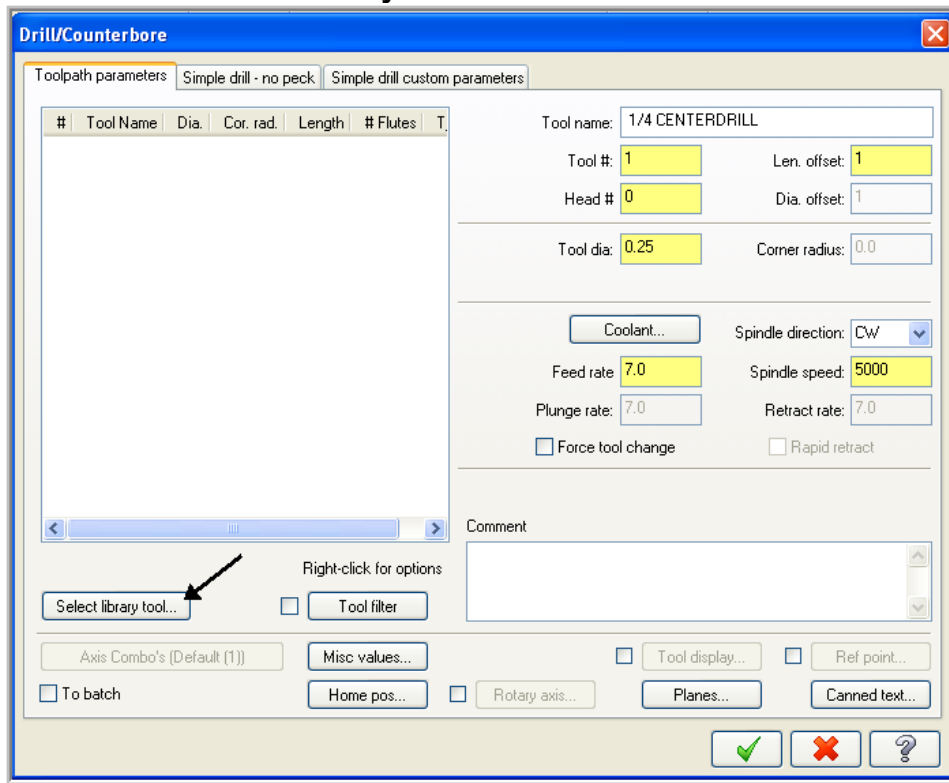 Drill/Counterbore
Toolpath parameters Simple drill - no peck Simple drill custom parameters
# Tool Name Dia. Cor. rad. Length # Flutes T
Tool name: 1/4 CENTERDRILL
Tool #: 1 Len. offset: 1
Head # 0 Dia. offset: 1
Tool dia: 0.25 Corner radius: 0.0
Coolant... Spindle direction: CW
Feed rate 7.0 Spindle speed: 5000
Plunge rate: 7.0 Retract rate: 7.0
Force tool change Rapid retract
Comment
Right-click for options
Select library tool... Tool filter
Axis Combo's (Default (1)) Misc values... Tool display... Ref point...
To batch Home pos... Rotary axis... Planes... Canned text...